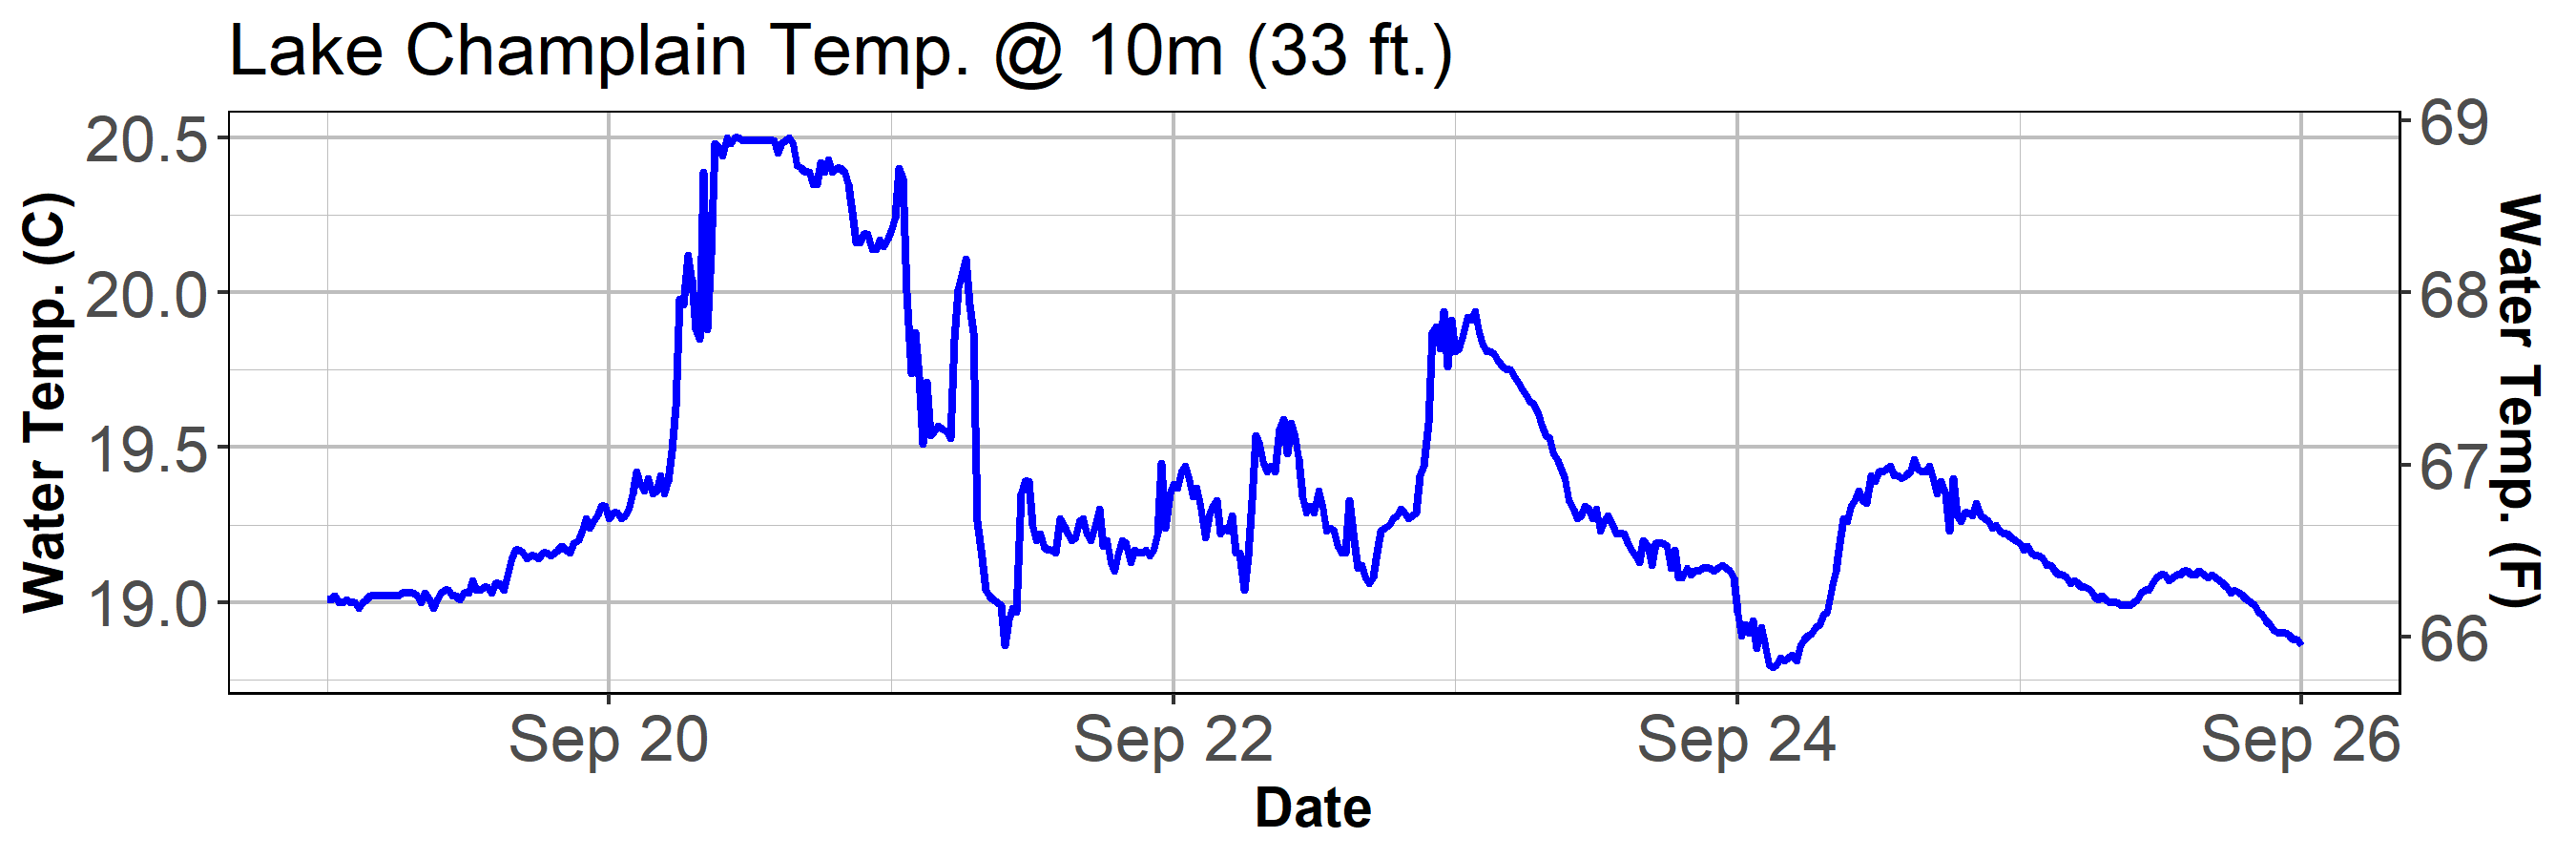 Lake Champlain Temp. @ 10m (33 ft.)
Water Temp. (C)
20.5
20.0
19.5
19.0
69
68
67
66
Water Temp. (F)
Sep 20
Sep 22
Sep 24
Sep 26
Date